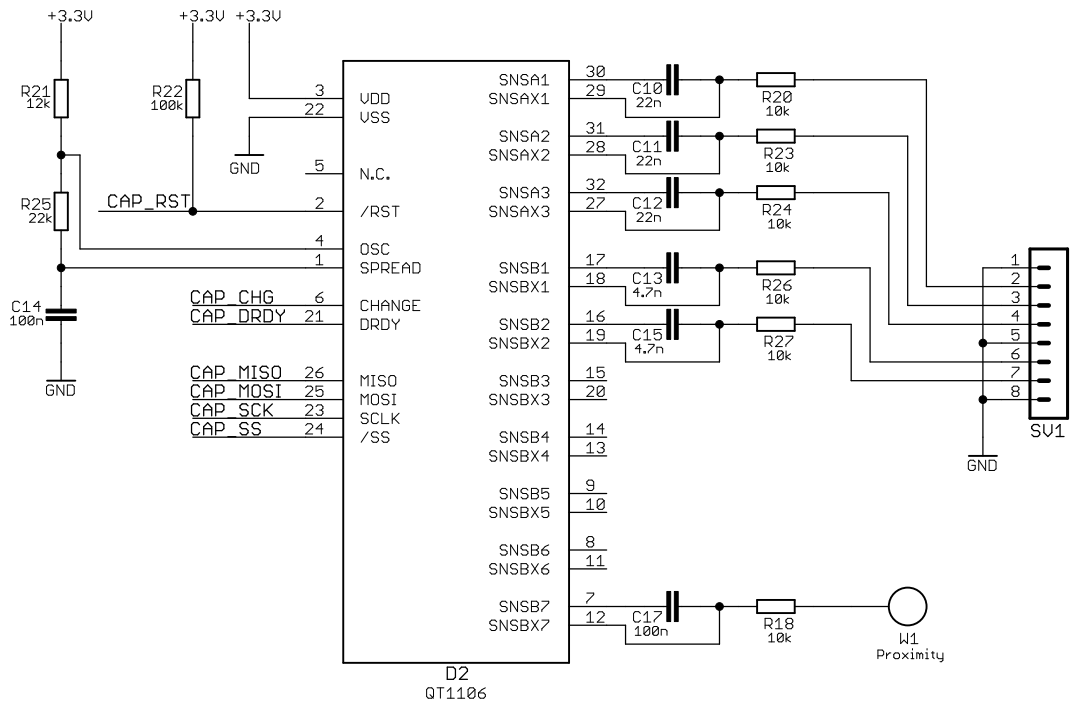 +3.3V +3.3V +3.3V
R21
12k
R22
100k
R25
22k
C14
100n
GND
GND
CAP_RST
CAP_CHG
CAP_DRDY
CAP_MISO
CAP_MOSI
CAP_SCK
CAP_SS
3 VDD
22 VSS
5 N.C.
2 /RST
4 OSC
1 SPREAD
6 CHANGE
21 DRDY
26 MISO
25 MOSI
23 SCLK
24 /SS
SNSA1 30
SNSAX1 29
SNSA2 31
SNSAX2 28
SNSA3 32
SNSAX3 27
SNSB1 17
SNSBX1 18
SNSB2 16
SNSBX2 19
SNSB3 15
SNSBX3 20
SNSB4 14
SNSBX4 13
SNSB5 9
SNSBX5 10
SNSB6 8
SNSBX6 11
SNSB7 7
SNSBX7 12
D2
QT1106
C10
22n
R20
10k
C11
22n
R23
10k
C12
22n
R24
10k
C13
4.7n
R26
10k
C15
4.7n
R27
10k
C17
100n
R18
10k
W1
Proximity
1
2
3
4
5
6
7
8
SV1
GND